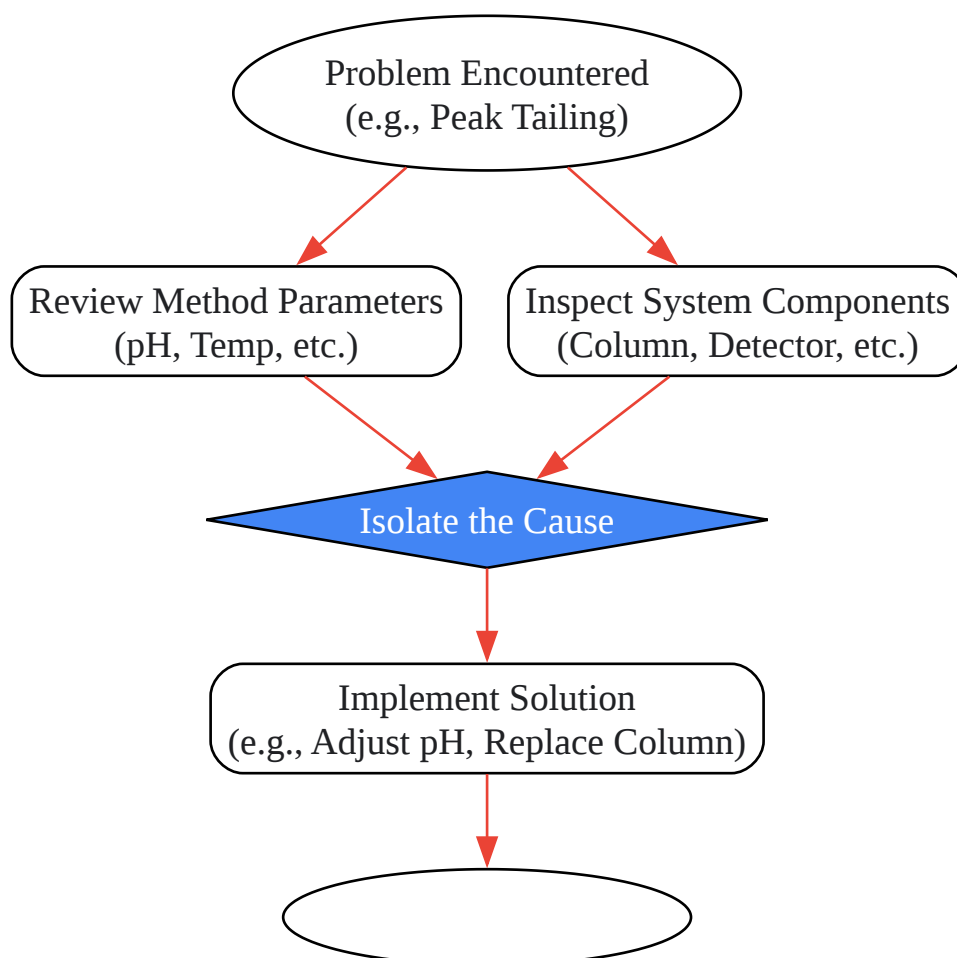 Problem Encountered
(e.g., Peak Tailing)
Review Method Parameters
(pH, Temp, etc.)
Inspect System Components
(Column, Detector, etc.)
Isolate the Cause
Implement Solution
(e.g., Adjust pH, Replace Column)